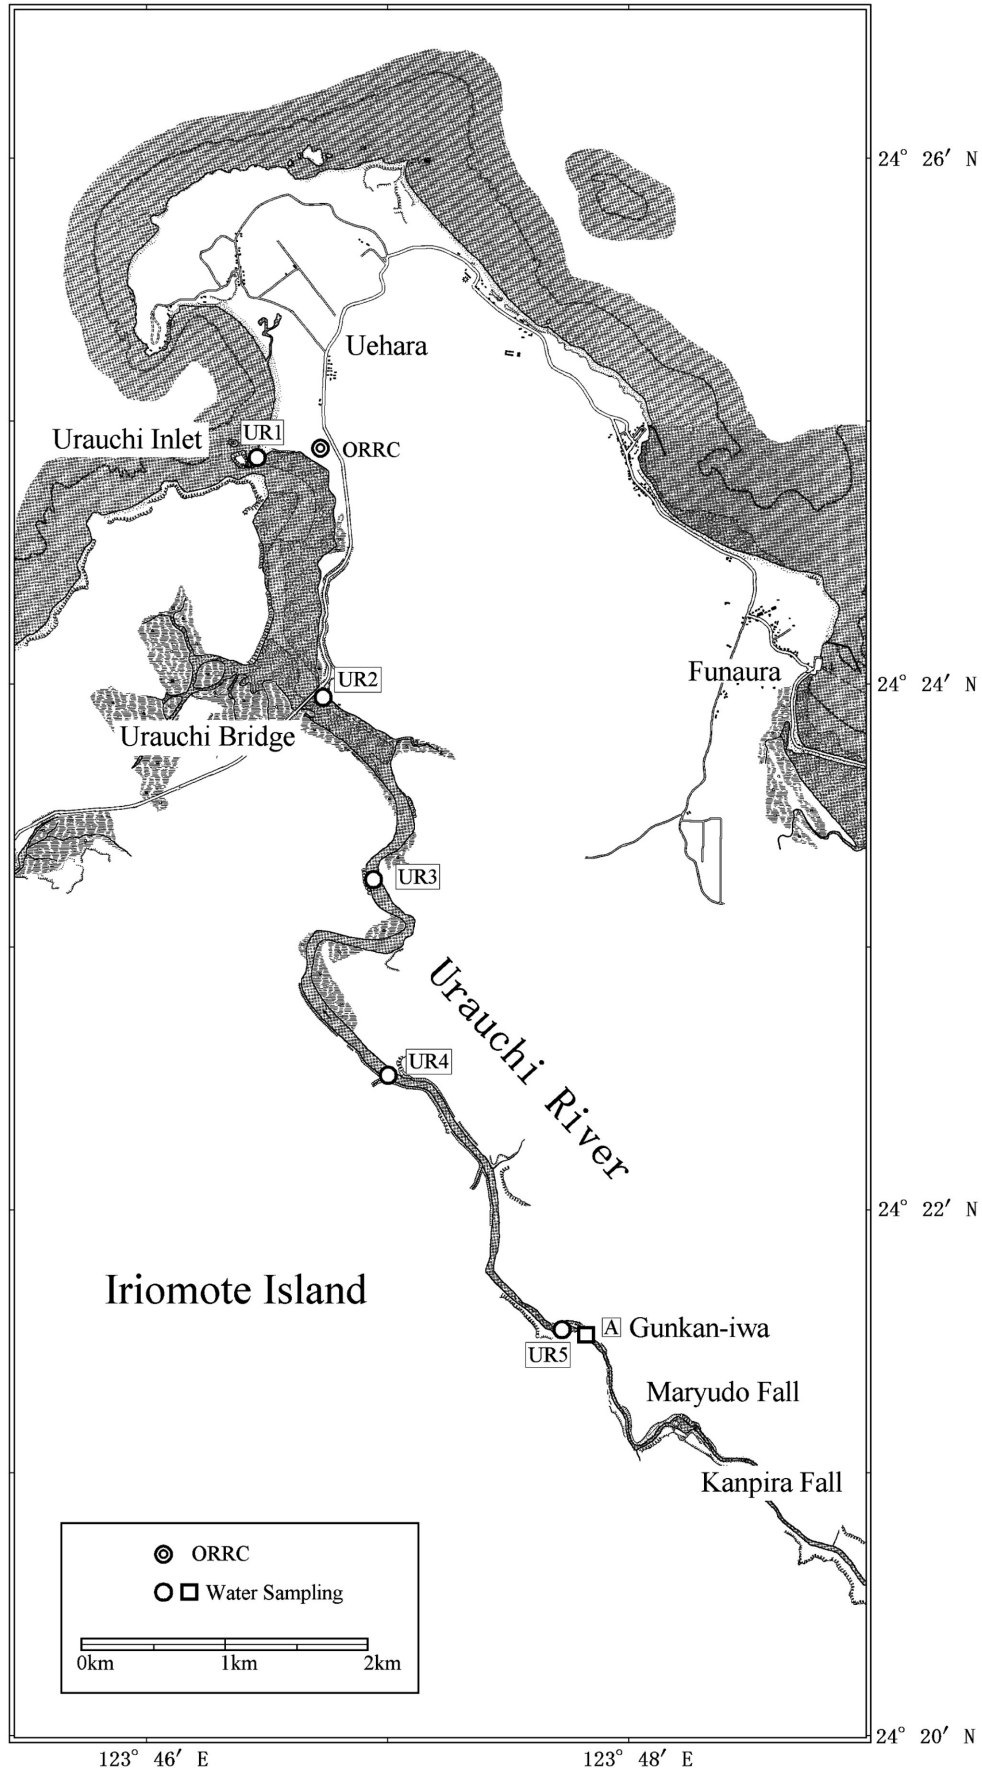 24° 26′ N
Uehara
Urauchi Inlet
UR1
ORRC
UR2
Funaura
24° 24′ N
Urauchi Bridge
UR3
Urauchi River
UR4
24° 22′ N
Iriomote Island
A Gunkan-iwa
UR5
Maryudo Fall
Kanpira Fall
ORRC
Water Sampling
0km 1km 2km
24° 20′ N
123° 46′ E 123° 48′ E